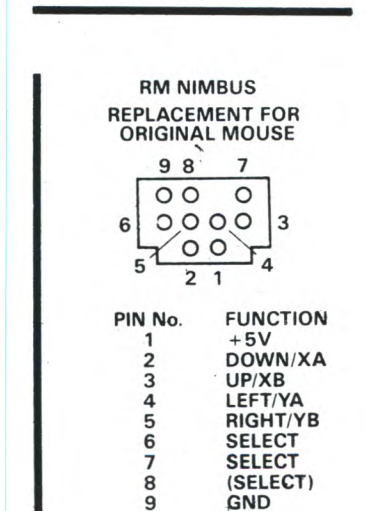 RM NIMBUS
REPLACEMENT FOR
ORIGINAL MOUSE
9 8 7
6 3
5 4
2 1
PIN No. FUNCTION
1 +5V
2 DOWN/XA
3 UP/XB
4 LEFT/YA
5 RIGHT/YB
6 SELECT
7 SELECT
8 (SELECT)
9 GND